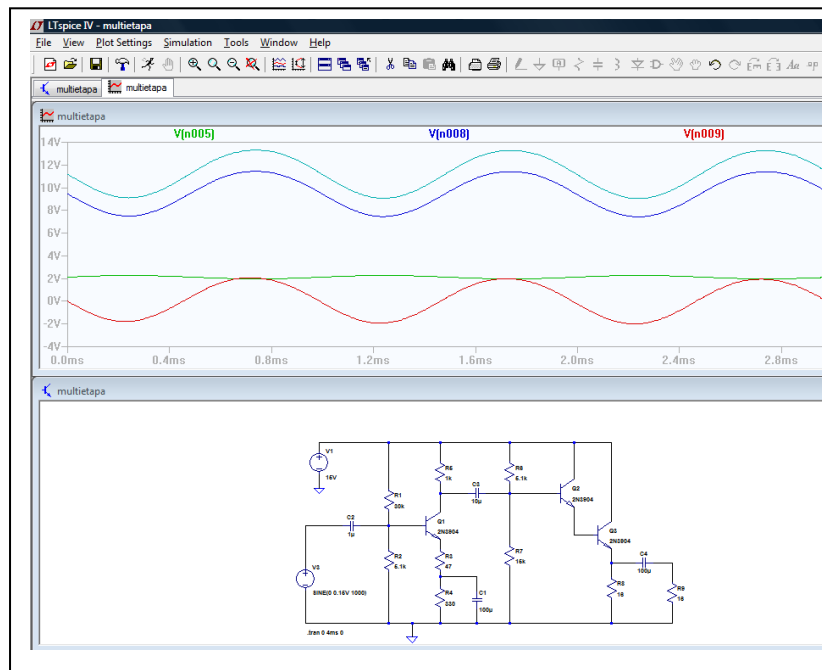 LTspice IV - multietapa
File View Plot Settings Simulation Tools Window Help
multietapa multietapa
multietapa
V(n005) V(n008) V(n009)
14V
12V
10V
8V
6V
4V
2V
0V
-2V
-4V
0.0ms 0.4ms 0.8ms 1.2ms 1.6ms 2.0ms 2.4ms 2.8ms
multietapa
V1
15V
R1
30k
R5
1k
C3
10µ
R6
5.1k
Q2
2N3904
C2
1µ
Q1
2N3904
Q3
2N3904
R2
5.1k
R3
47
R7
15k
C4
100µ
V3
SINE(0 0.15V 1000)
R4
330
C1
100µ
R8
16
R9
16
.tran 0 4ms 0